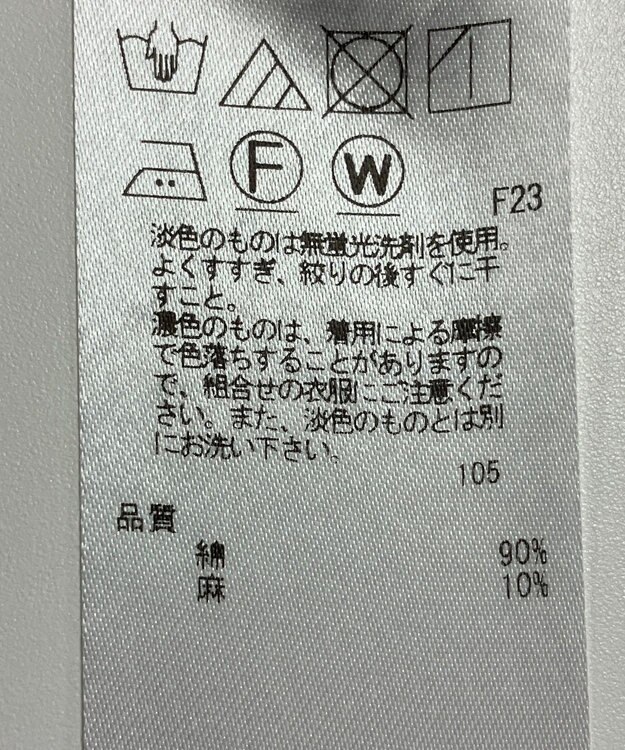 F W
F23
淡色のものは無蛍光洗剤を使用。
よくすすぎ、絞りの後すぐに干
すこと。
濃色のものは、着用による摩擦
で色落ちすることがありますの
で、組合せの衣服にご注意くだ
さい。また、淡色のものとは別
にお洗い下さい。
105
品質
綿 90%
麻 10%